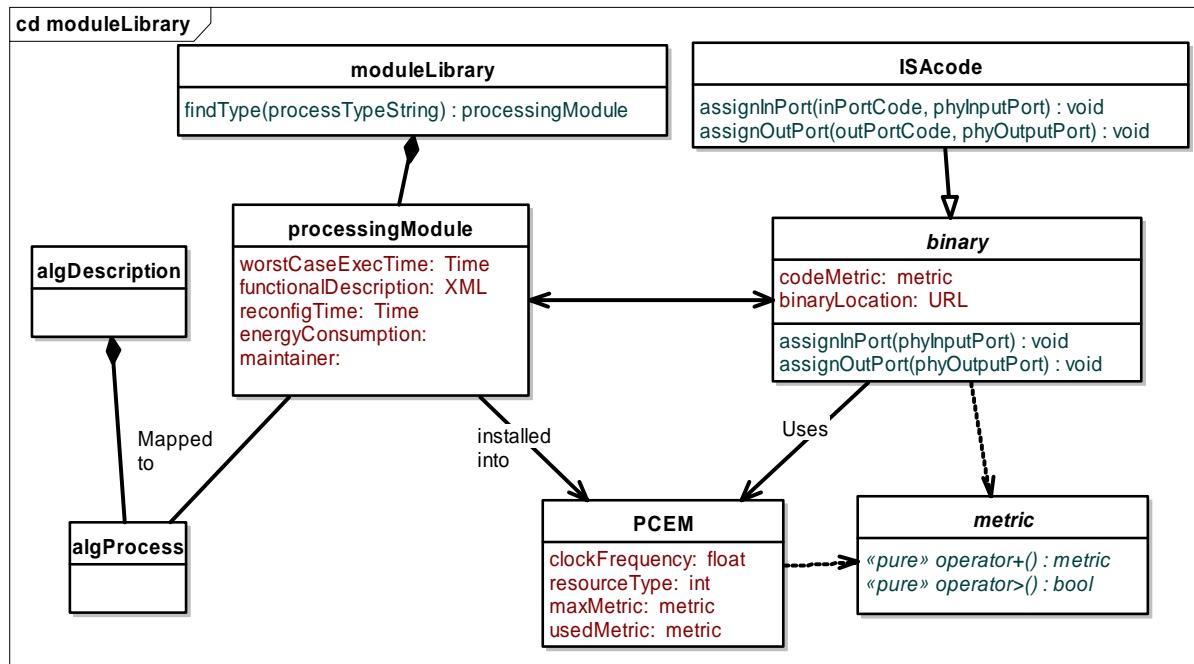 cd moduleLibrary
moduleLibrary
findType(processTypeString) : processingModule
ISAcode
assignInPort(inPortCode, phyInputPort) : void
assignOutPort(outPortCode, phyOutputPort) : void
processingModule
worstCaseExecTime: Time
functionalDescription: XML
reconfigTime: Time
energyConsumption:
maintainer:
binary
codeMetric: metric
binaryLocation: URL
assignInPort(phyInputPort) : void
assignOutPort(phyOutputPort) : void
algDescription
Mapped
to
installed
into
Uses
algProcess
PCEM
clockFrequency: float
resourceType: int
maxMetric: metric
usedMetric: metric
metric
«pure» operator+() : metric
«pure» operator>() : bool